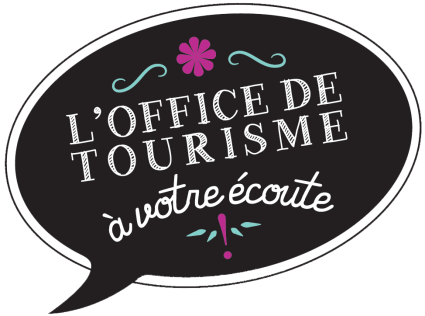 L'OFFICE DE
TOURISME
à votre écoute
!